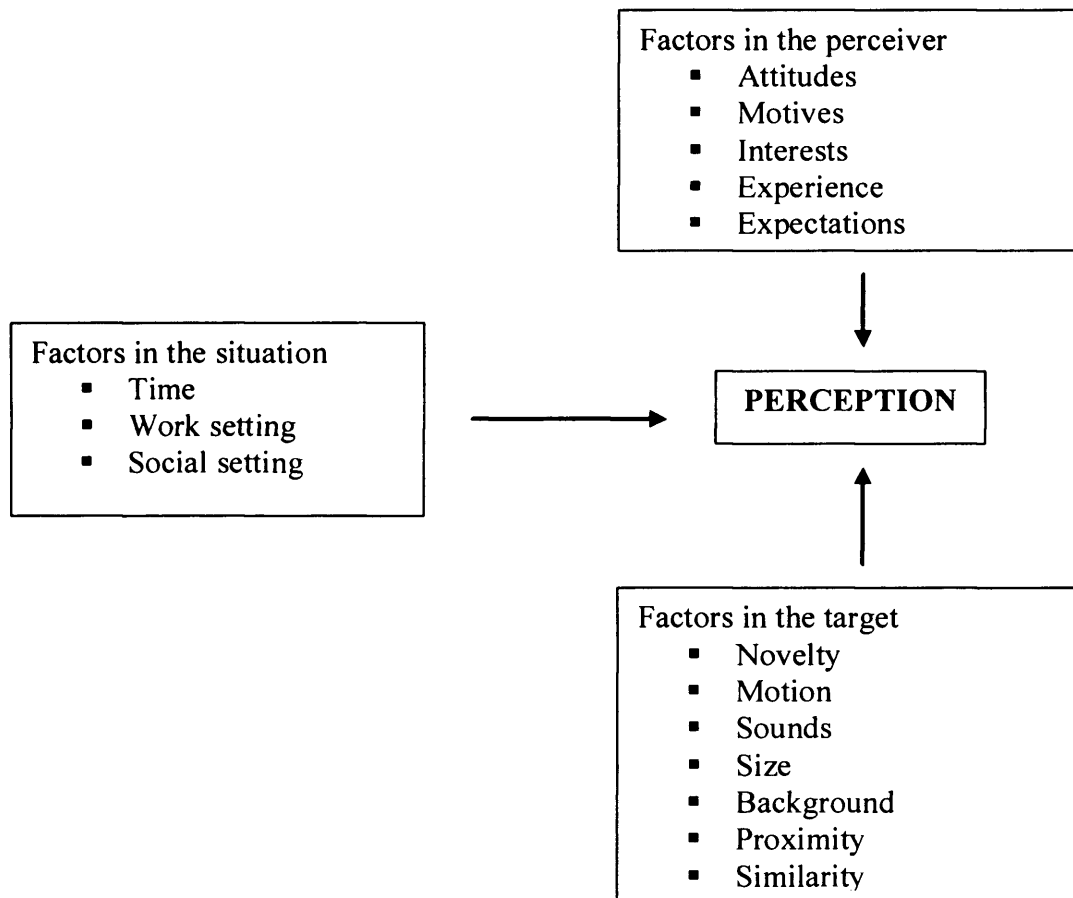 Factors in the perceiver
▪ Attitudes
▪ Motives
▪ Interests
▪ Experience
▪ Expectations
Factors in the situation
▪ Time
▪ Work setting
▪ Social setting
PERCEPTION
Factors in the target
▪ Novelty
▪ Motion
▪ Sounds
▪ Size
▪ Background
▪ Proximity
▪ Similarity